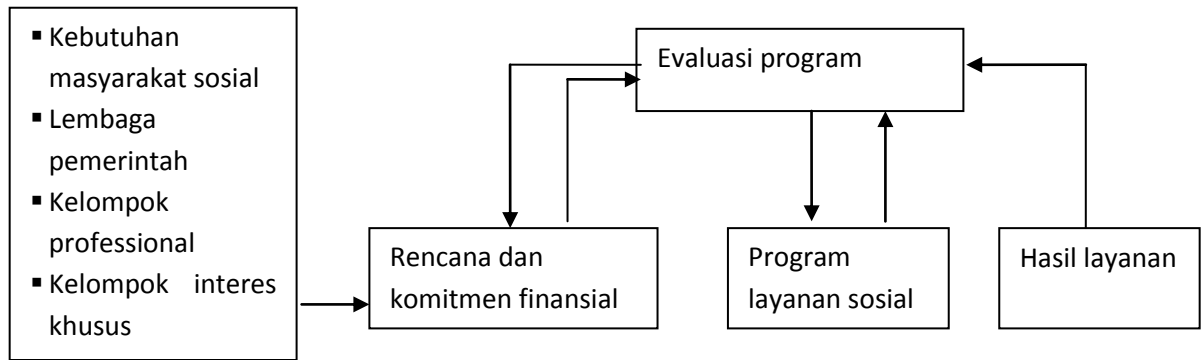 ▪ Kebutuhan
masyarakat sosial
▪ Lembaga
pemerintah
▪ Kelompok
professional
▪ Kelompok interes
khusus
Evaluasi program
Rencana dan
komitmen finansial
Program
layanan sosial
Hasil layanan